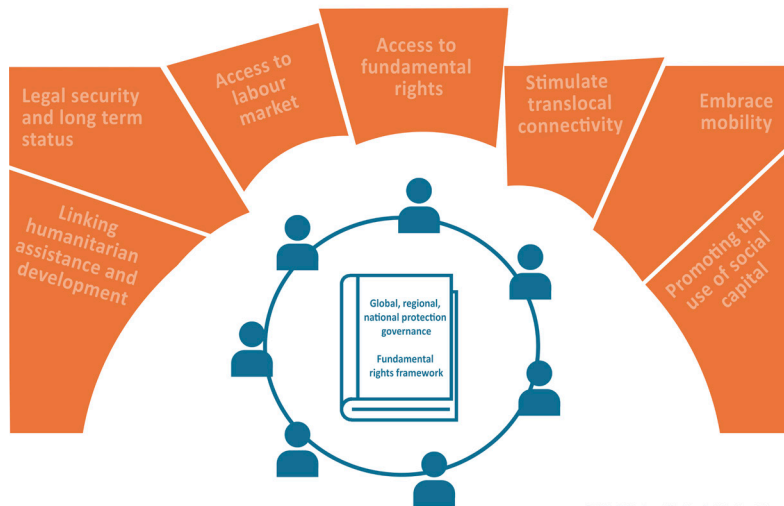 Linking
humanitarian
assistance and
development
Legal security
and long term
status
Access to
labour
market
Access to
fundamental
rights
Stimulate
translocal
connectivity
Embrace
mobility
Promoting the
use of social
capital
Global, regional,
national protection
governance
Fundamental
rights framework